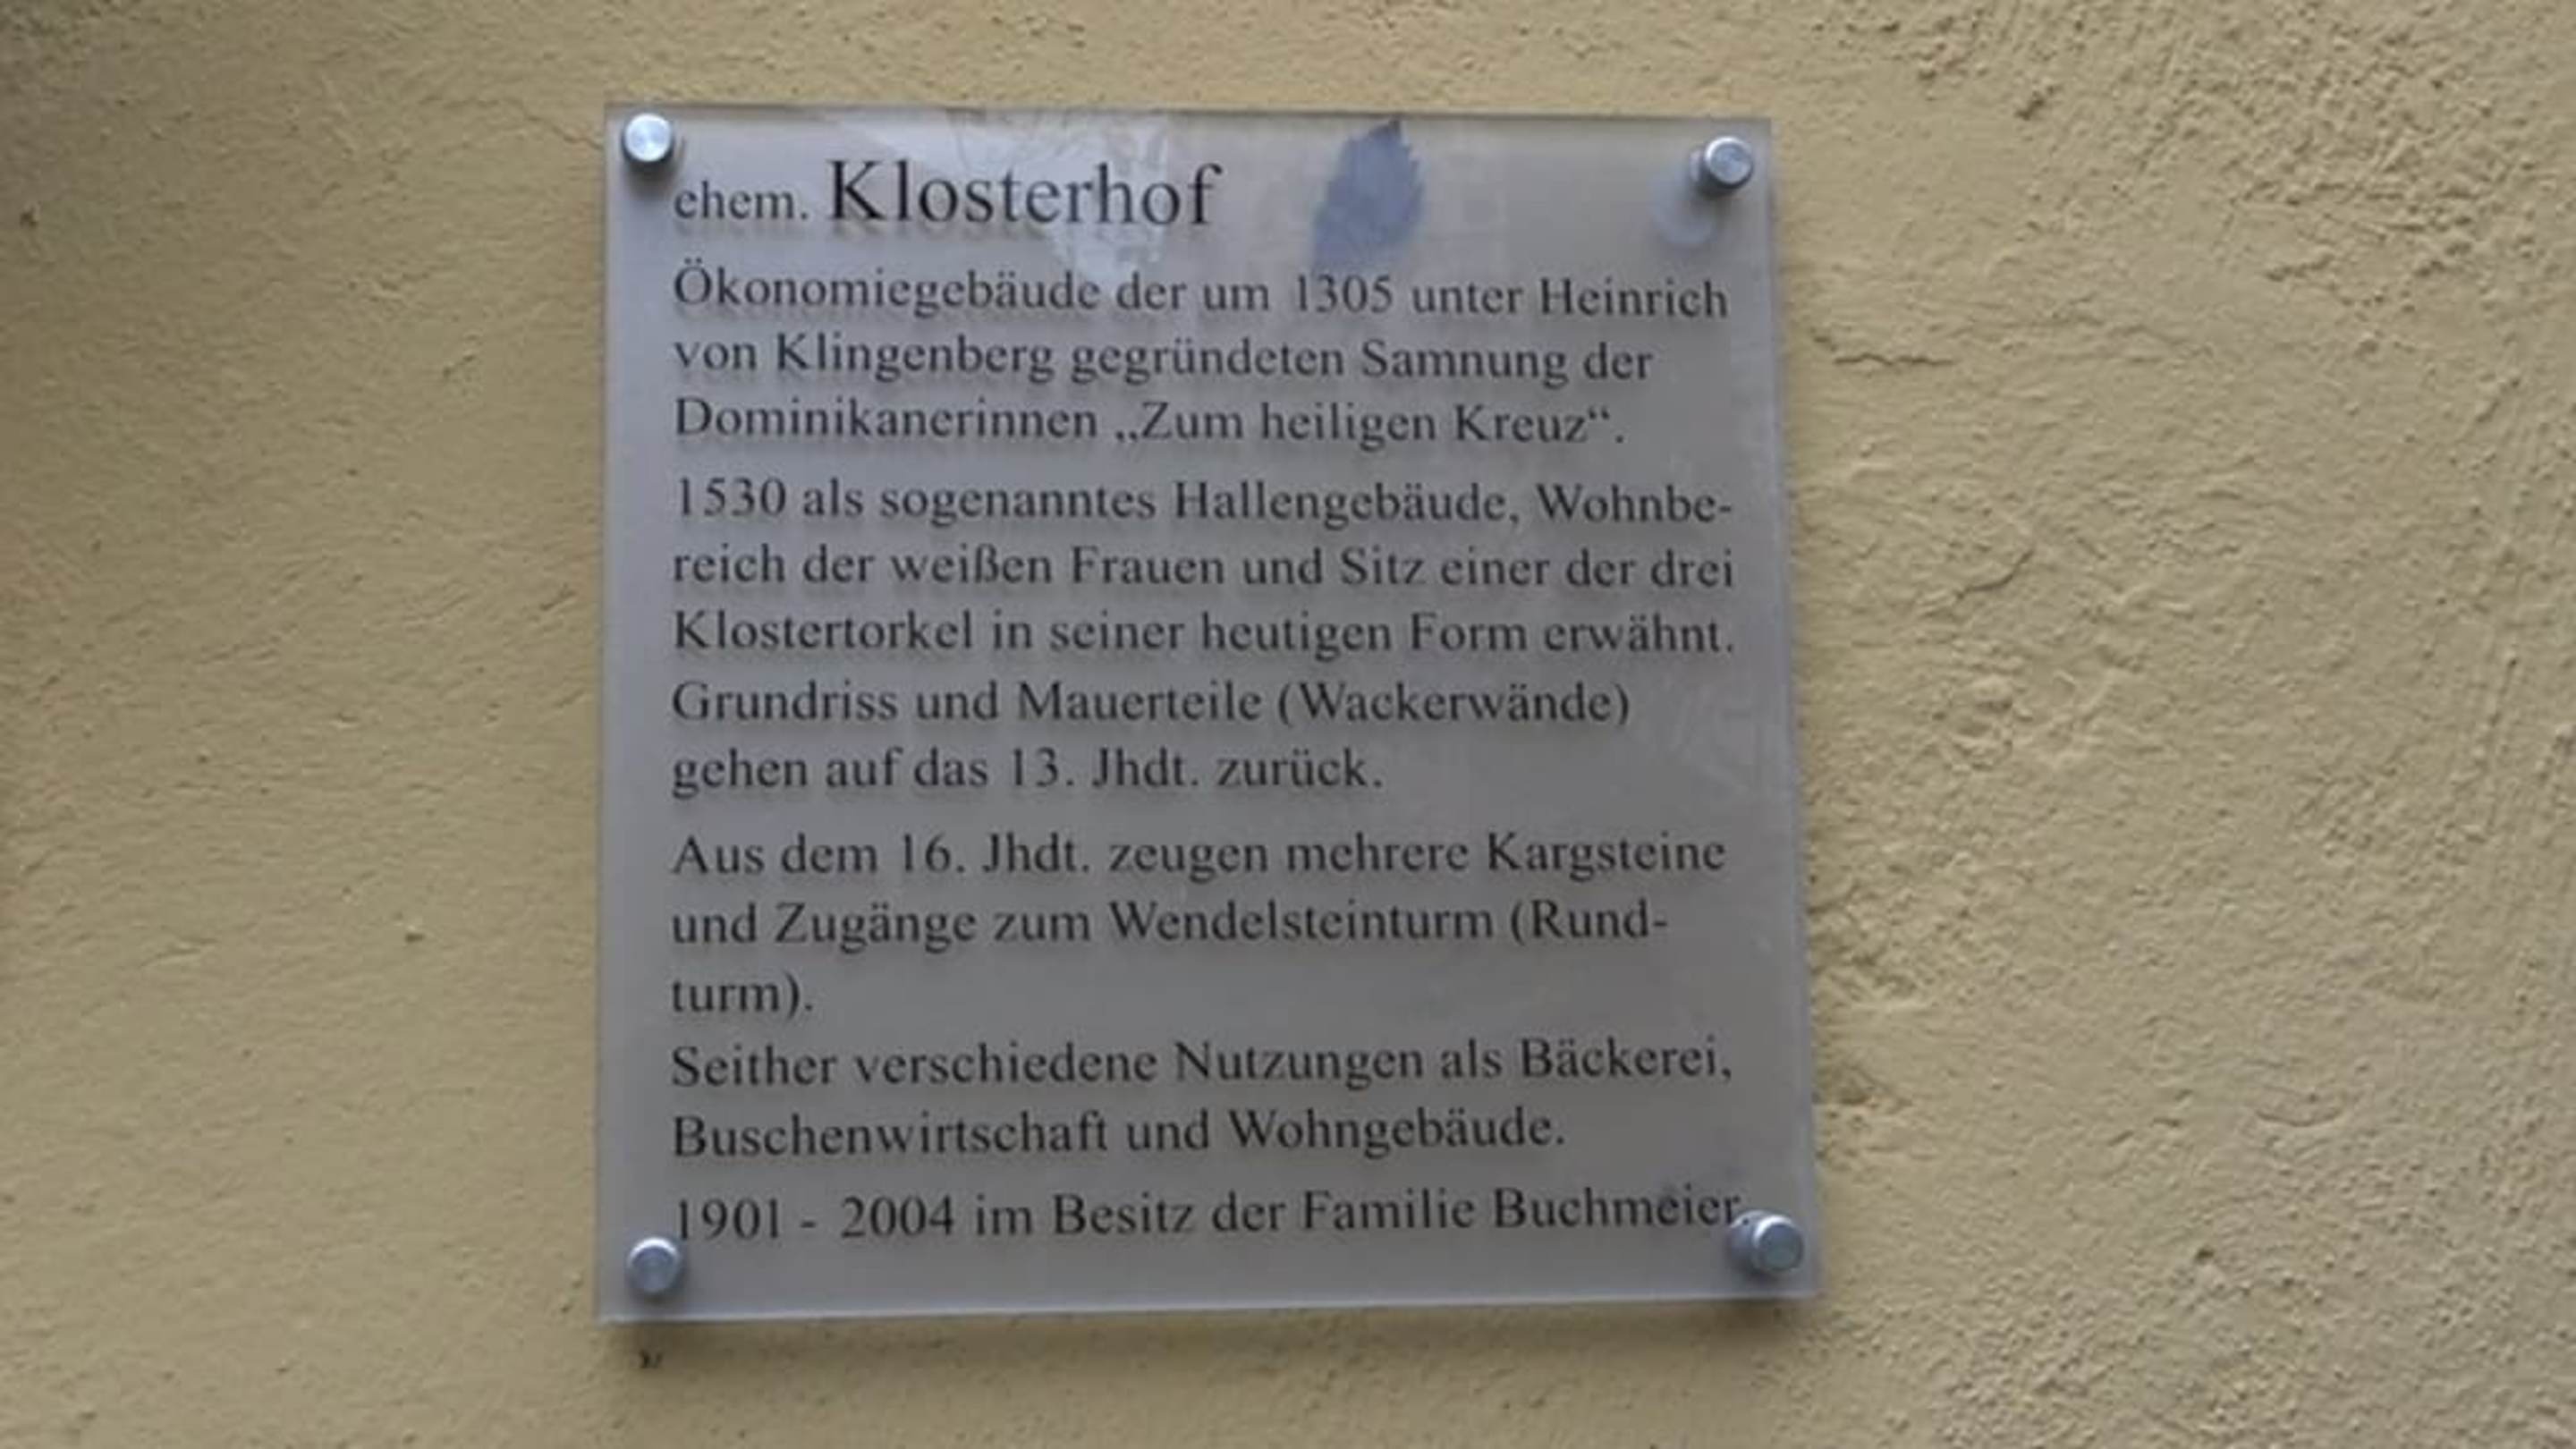 ehem. Klosterhof
Ökonomiegebäude der um 1305 unter Heinrich
von Klingenberg gegründeten Samnung der
Dominikanerinnen „Zum heiligen Kreuz“.
1530 als sogenanntes Hallengebäude, Wohnbe-
reich der weißen Frauen und Sitz einer der drei
Klostertorkel in seiner heutigen Form erwähnt.
Grundriss und Mauerteile (Wackerwände)
gehen auf das 13. Jhdt. zurück.
Aus dem 16. Jhdt. zeugen mehrere Kargsteine
und Zugänge zum Wendelsteinturm (Rund-
turm).
Seither verschiedene Nutzungen als Bäckerei,
Buschenwirtschaft und Wohngebäude.
1901 - 2004 im Besitz der Familie Buchmeier.